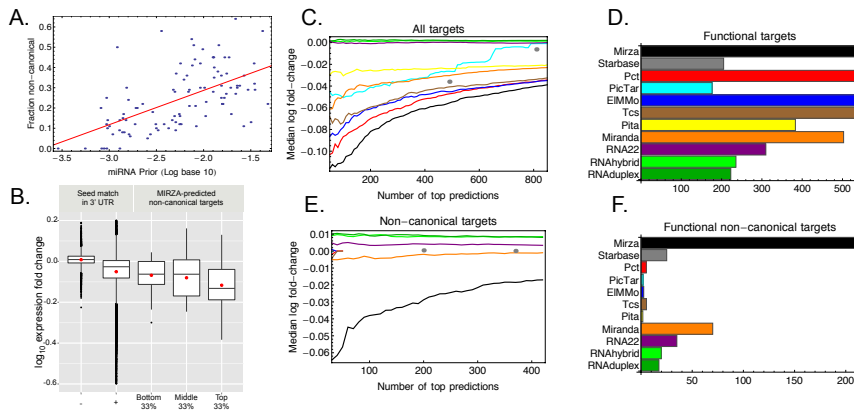 A.
Fraction non-canonical
0.6
0.5
0.4
0.3
0.2
0.1
0.0
-3.5 -3.0 -2.5 -2.0 -1.5
miRNA Prior (Log base 10)
B.
Seed match
in 3' UTR
MIRZA-predicted
non-canonical targets
log10 expression fold change
0.2
0.0
-0.2
-0.4
-0.6
- + Bottom 33% Middle 33% Top 33%
C.
All targets
Median log fold-change
0.00
-0.02
-0.04
-0.06
-0.08
-0.10
200 400 600 800
Number of top predictions
E.
Non-canonical targets
Median log fold-change
0.01
0.00
-0.01
-0.02
-0.03
-0.04
-0.05
-0.06
100 200 300 400
Number of top predictions
D.
Functional targets
Mirza
Starbase
Pct
PicTar
ElMMo
Tcs
Pita
Miranda
RNA22
RNAhybrid
RNAduplex
100 200 300 400 500
F.
Functional non-canonical targets
Mirza
Starbase
Pct
PicTar
ElMMo
Tcs
Pita
Miranda
RNA22
RNAhybrid
RNAduplex
0 50 100 150 200